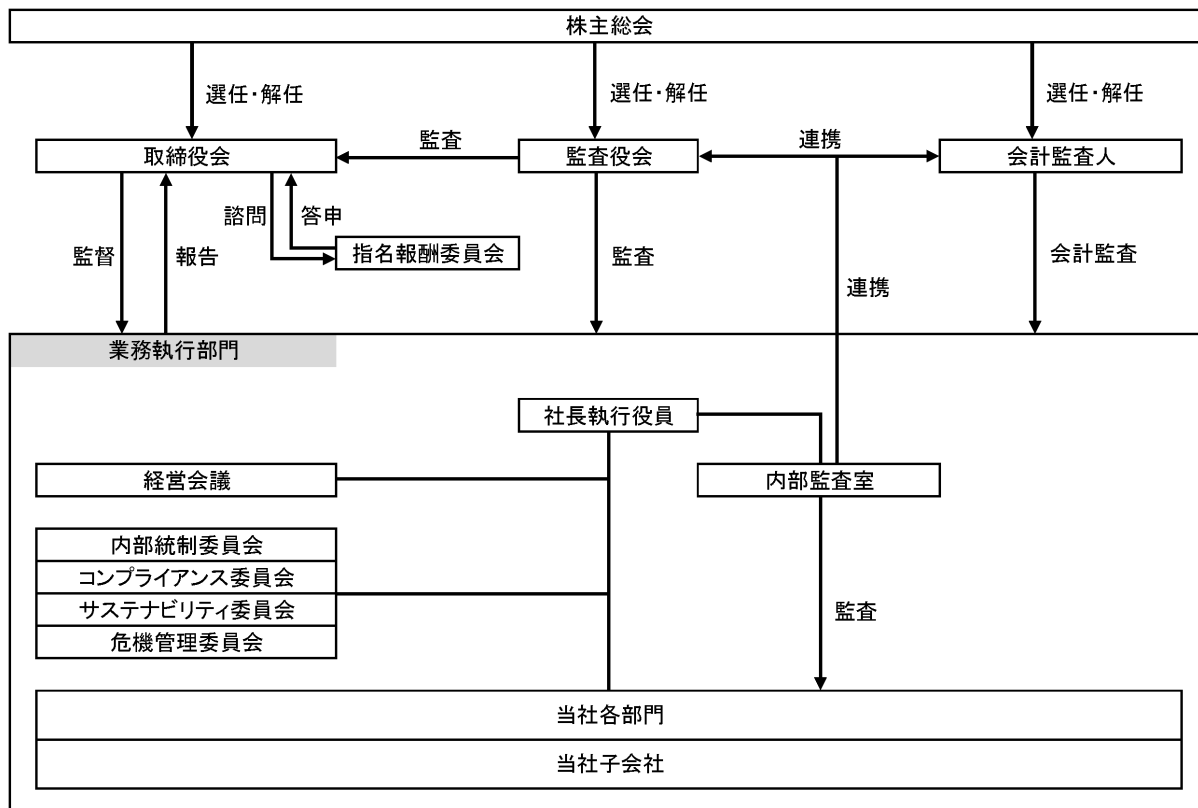 株主総会
選任・解任
選任・解任
選任・解任
取締役会
監査
監査役会
連携
会計監査人
諮問
答申
監督
報告
指名報酬委員会
監査
会計監査
連携
業務執行部門
社長執行役員
経営会議
内部監査室
内部統制委員会
コンプライアンス委員会
サステナビリティ委員会
危機管理委員会
監査
当社各部門
当社子会社